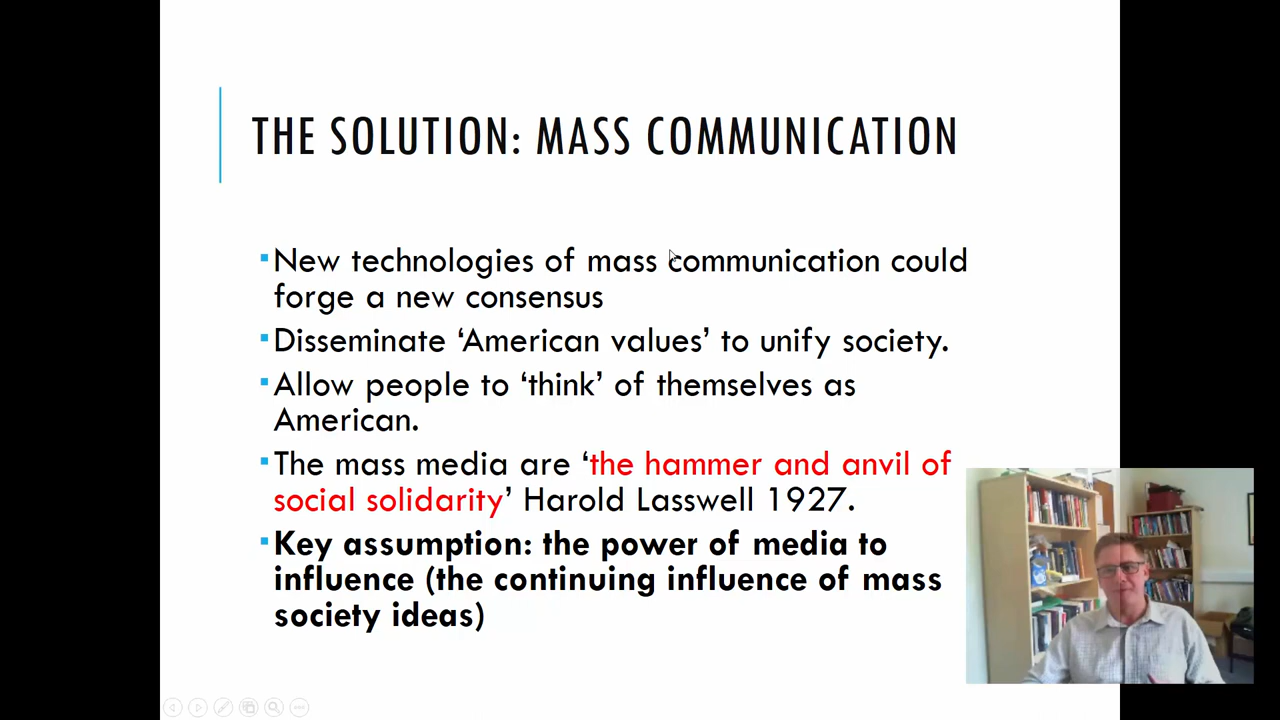 THE SOLUTION: MASS COMMUNICATION
New technologies of mass communication could
forge a new consensus
Disseminate ‘American values’ to unify society.
Allow people to ‘think’ of themselves as
American.
The mass media are ‘the hammer and anvil of
social solidarity’ Harold Lasswell 1927.
Key assumption: the power of media to
influence (the continuing influence of mass
society ideas)